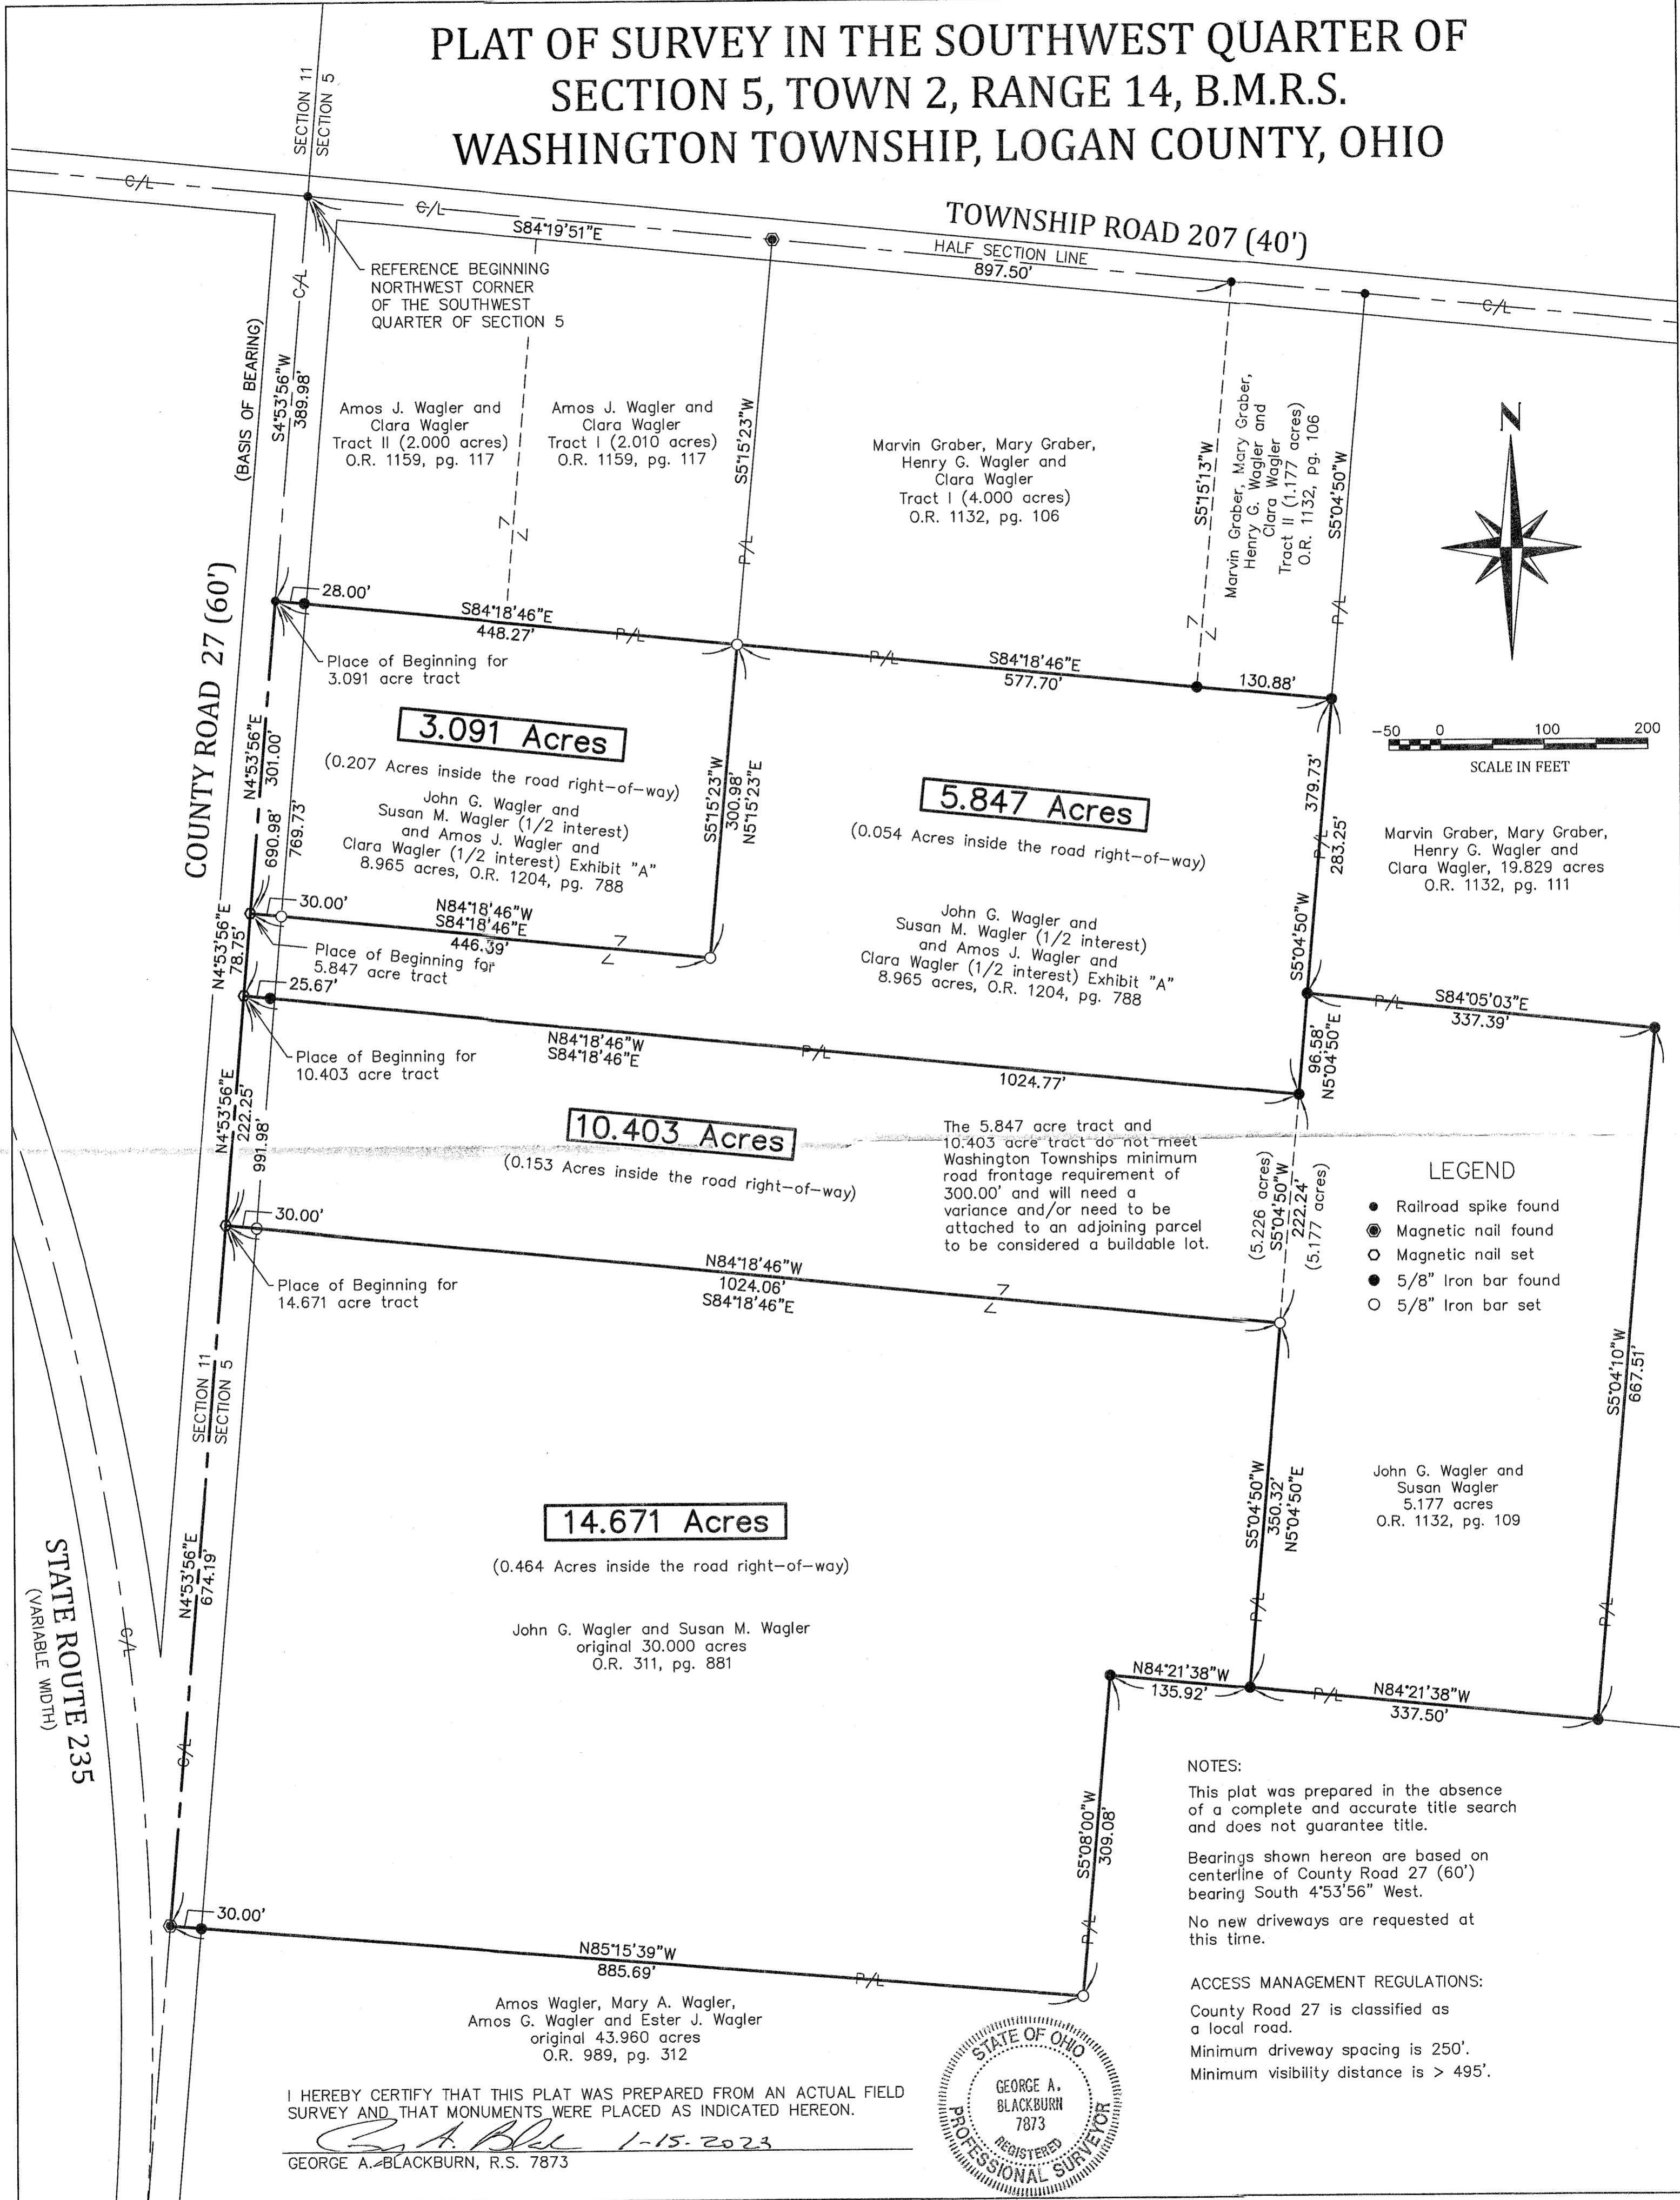 PLAT OF SURVEY IN THE SOUTHWEST QUARTER OF
SECTION 5, TOWN 2, RANGE 14, B.M.R.S.
WASHINGTON TOWNSHIP, LOGAN COUNTY, OHIO
SECTION 11
SECTION 5
C/L
C/L
S84°19'51"E
TOWNSHIP ROAD 207 (40')
HALF SECTION LINE
897.50'
C/L
C/L
REFERENCE BEGINNING
NORTHWEST CORNER
OF THE SOUTHWEST
QUARTER OF SECTION 5
(BASIS OF BEARING)
S4°53'56"W
389.98'
Amos J. Wagler and
Clara Wagler
Tract II (2.000 acres)
O.R. 1159, pg. 117
Amos J. Wagler and
Clara Wagler
Tract I (2.010 acres)
O.R. 1159, pg. 117
S5°15'23"W
P/L
Marvin Graber, Mary Graber,
Henry G. Wagler and
Clara Wagler
Tract I (4.000 acres)
O.R. 1132, pg. 106
S5°15'13"W
Marvin Graber, Mary Graber,
Henry G. Wagler and
Clara Wagler
Tract II (1.177 acres)
O.R. 1132, pg. 106
S5°04'50"W
P/L
N
28.00'
S84°18'46"E
448.27'
P/L
P/L
S84°18'46"E
577.70'
130.88'
Place of Beginning for
3.091 acre tract
COUNTY ROAD 27 (60')
-50 0 100 200
SCALE IN FEET
3.091 Acres
(0.207 Acres inside the road right-of-way)
John G. Wagler and
Susan M. Wagler (1/2 interest)
and Amos J. Wagler and
Clara Wagler (1/2 interest) Exhibit "A"
8.965 acres, O.R. 1204, pg. 788
N4°53'56"E
301.00'
690.98'
769.73'
S5°15'23"W
300.98'
N5°15'23"E
5.847 Acres
(0.054 Acres inside the road right-of-way)
John G. Wagler and
Susan M. Wagler (1/2 interest)
and Amos J. Wagler and
Clara Wagler (1/2 interest) Exhibit "A"
8.965 acres, O.R. 1204, pg. 788
379.73'
P/L
283.25'
S5°04'50"W
Marvin Graber, Mary Graber,
Henry G. Wagler and
Clara Wagler, 19.829 acres
O.R. 1132, pg. 111
30.00'
N84°18'46"W
S84°18'46"E
446.39'
Place of Beginning for
5.847 acre tract
N4°53'56"E
78.75'
25.67'
P/L
S84°05'03"E
337.39'
N84°18'46"W
S84°18'46"E
P/L
1024.77'
96.58'
N5°04'50"E
Place of Beginning for
10.403 acre tract
N4°53'56"E
222.25'
991.98'
10.403 Acres
(0.153 Acres inside the road right-of-way)
The 5.847 acre tract and
10.403 acre tract do not meet
Washington Townships minimum
road frontage requirement of
300.00' and will need a
variance and/or need to be
attached to an adjoining parcel
to be considered a buildable lot.
(5.226 acres)
S5°04'50"W
222.24'
(5.177 acres)
LEGEND
Railroad spike found
Magnetic nail found
Magnetic nail set
5/8" Iron bar found
5/8" Iron bar set
30.00'
N84°18'46"W
1024.06'
S84°18'46"E
Place of Beginning for
14.671 acre tract
SECTION 11
SECTION 5
S5°04'10"W
667.51'
P/L
14.671 Acres
(0.464 Acres inside the road right-of-way)
John G. Wagler and Susan M. Wagler
original 30.000 acres
O.R. 311, pg. 881
S5°04'50"W
350.32'
N5°04'50"E
P/L
John G. Wagler and
Susan Wagler
5.177 acres
O.R. 1132, pg. 109
N4°53'56"E
674.19'
C/L
STATE ROUTE 235
(VARIABLE WIDTH)
C/L
N84°21'38"W
135.92'
P/L
N84°21'38"W
337.50'
S5°08'00"W
309.08'
P/L
30.00'
N85°15'39"W
885.69'
P/L
Amos Wagler, Mary A. Wagler,
Amos G. Wagler and Ester J. Wagler
original 43.960 acres
O.R. 989, pg. 312
NOTES:
This plat was prepared in the absence
of a complete and accurate title search
and does not guarantee title.
Bearings shown hereon are based on
centerline of County Road 27 (60')
bearing South 4°53'56" West.
No new driveways are requested at
this time.
ACCESS MANAGEMENT REGULATIONS:
County Road 27 is classified as
a local road.
Minimum driveway spacing is 250'.
Minimum visibility distance is > 495'.
I HEREBY CERTIFY THAT THIS PLAT WAS PREPARED FROM AN ACTUAL FIELD
SURVEY AND THAT MONUMENTS WERE PLACED AS INDICATED HEREON.
1-15-2023
GEORGE A. BLACKBURN, R.S. 7873
STATE OF OHIO
GEORGE A.
BLACKBURN
7873
REGISTERED
PROFESSIONAL SURVEYOR